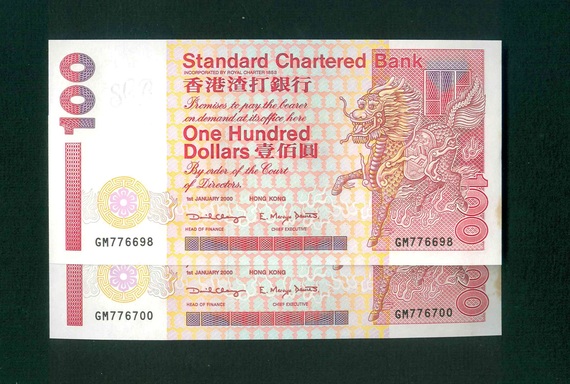 100
Standard Chartered Bank
INCORPORATED BY ROYAL CHARTER 1853
香港渣打銀行
Promises to pay the bearer
on demand at its office here
One Hundred
Dollars 壹佰圓
By order of the Court
of Directors.
1ST JANUARY 2000 HONG KONG
HEAD OF FINANCE CHIEF EXECUTIVE
GM776698 GM776698
100
1ST JANUARY 2000 HONG KONG
HEAD OF FINANCE CHIEF EXECUTIVE
GM776700 GM776700